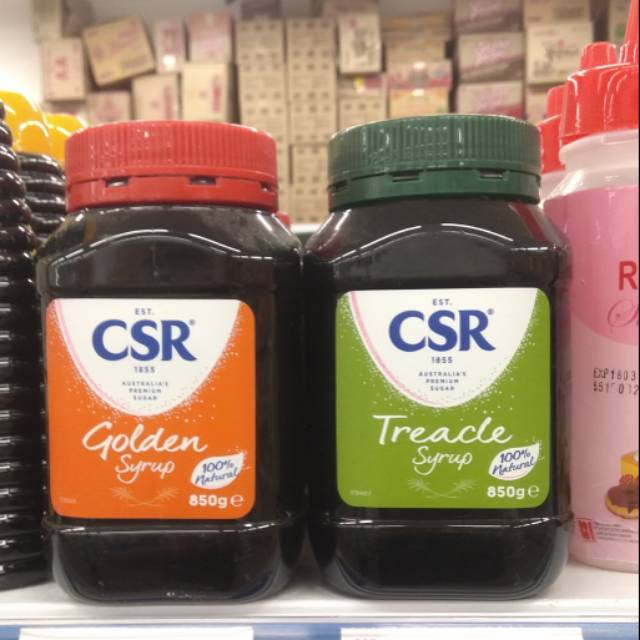 EST.
CSR®
1855
AUSTRALIA'S
PREMIUM
SUGAR
Golden
Syrup
100%
Natural
850g e
EST.
CSR®
1855
AUSTRALIA'S
PREMIUM
SUGAR
Treacle
Syrup
100%
Natural
850g e
R